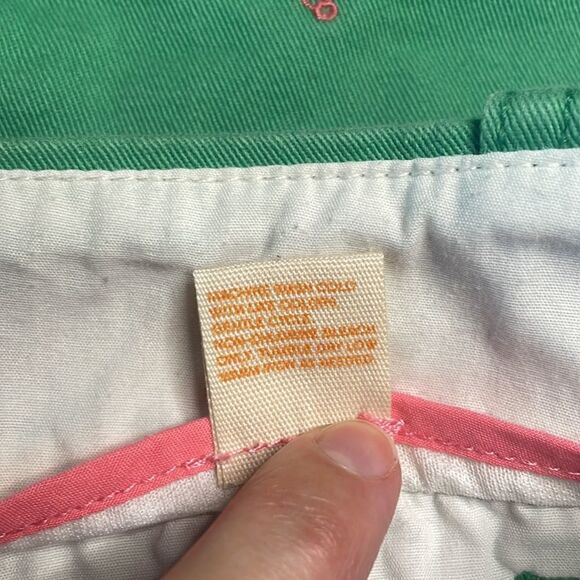 MACHINE WASH COLD
WITH LIKE COLORS
GENTLE CYCLE
NON-CHLORINE BLEACH
ONLY. TUMBLE DRY LOW
WARM IRON AS NEEDED